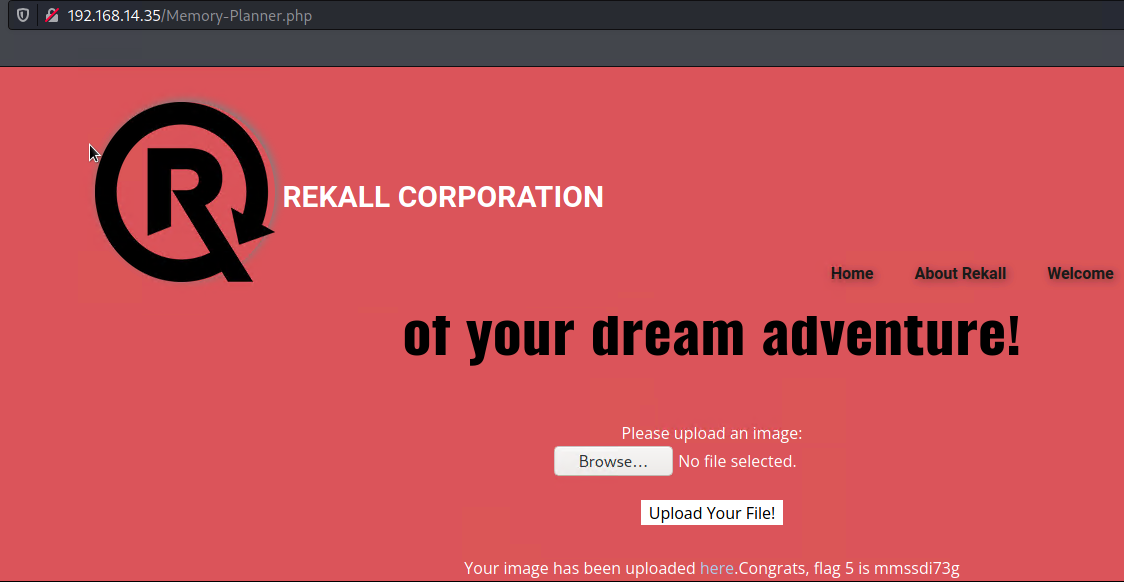 192.168.14.35/Memory-Planner.php
R
REKALL CORPORATION
Home About Rekall Welcome
of your dream adventure!
Please upload an image:
Browse... No file selected.
Upload Your File!
Your image has been uploaded here.Congrats, flag 5 is mmssdi73g